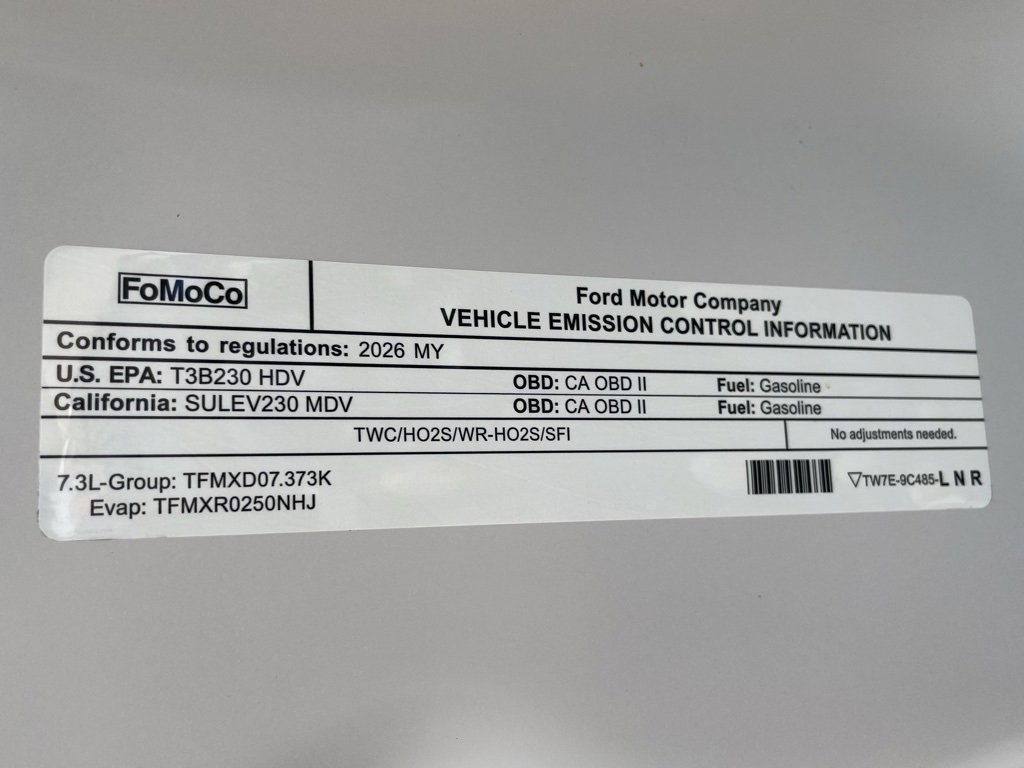 FoMoCo
Ford Motor Company
VEHICLE EMISSION CONTROL INFORMATION
Conforms to regulations: 2026 MY
U.S. EPA: T3B230 HDV OBD: CA OBD II Fuel: Gasoline
California: SULEV230 MDV OBD: CA OBD II Fuel: Gasoline
TWC/HO2S/WR-HO2S/SFI No adjustments needed.
7.3L-Group: TFMXD07.373K
Evap: TFMXR0250NHJ
▽TW7E-9C485-L N R